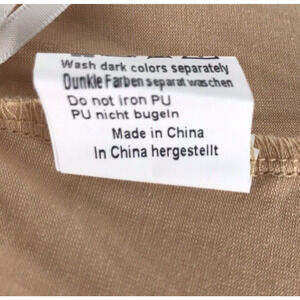 Wash dark colors separately
Dunkle Farben separat waschen
Do not iron PU
PU nicht bugeln
Made in China
In China hergestellt